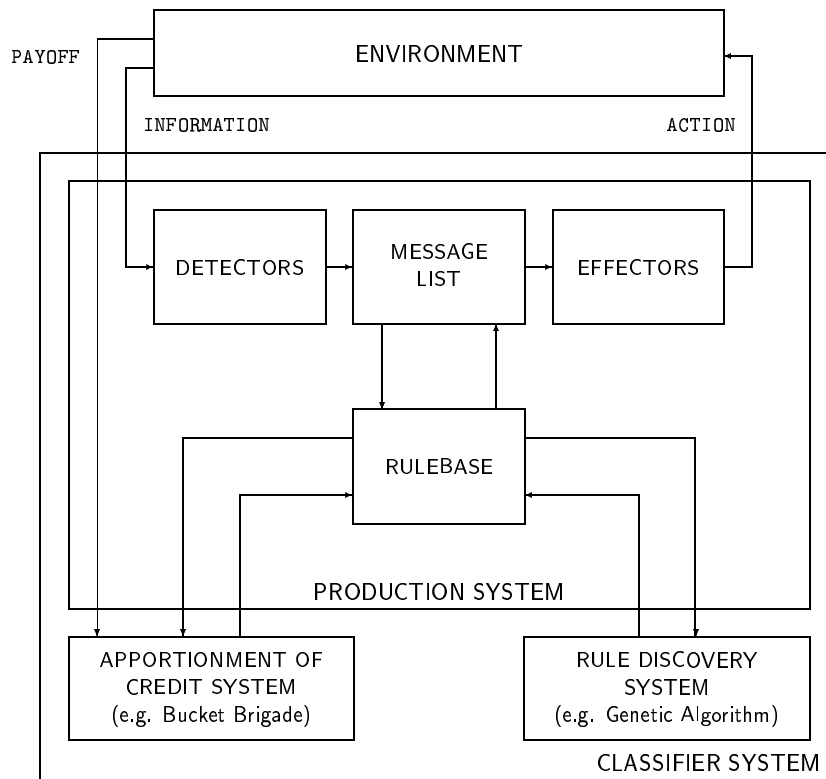 ENVIRONMENT
PAYOFF
INFORMATION
ACTION
DETECTORS
MESSAGE
LIST
EFFECTORS
RULEBASE
PRODUCTION SYSTEM
APPORTIONMENT OF
CREDIT SYSTEM
(e.g. Bucket Brigade)
RULE DISCOVERY
SYSTEM
(e.g. Genetic Algorithm)
CLASSIFIER SYSTEM